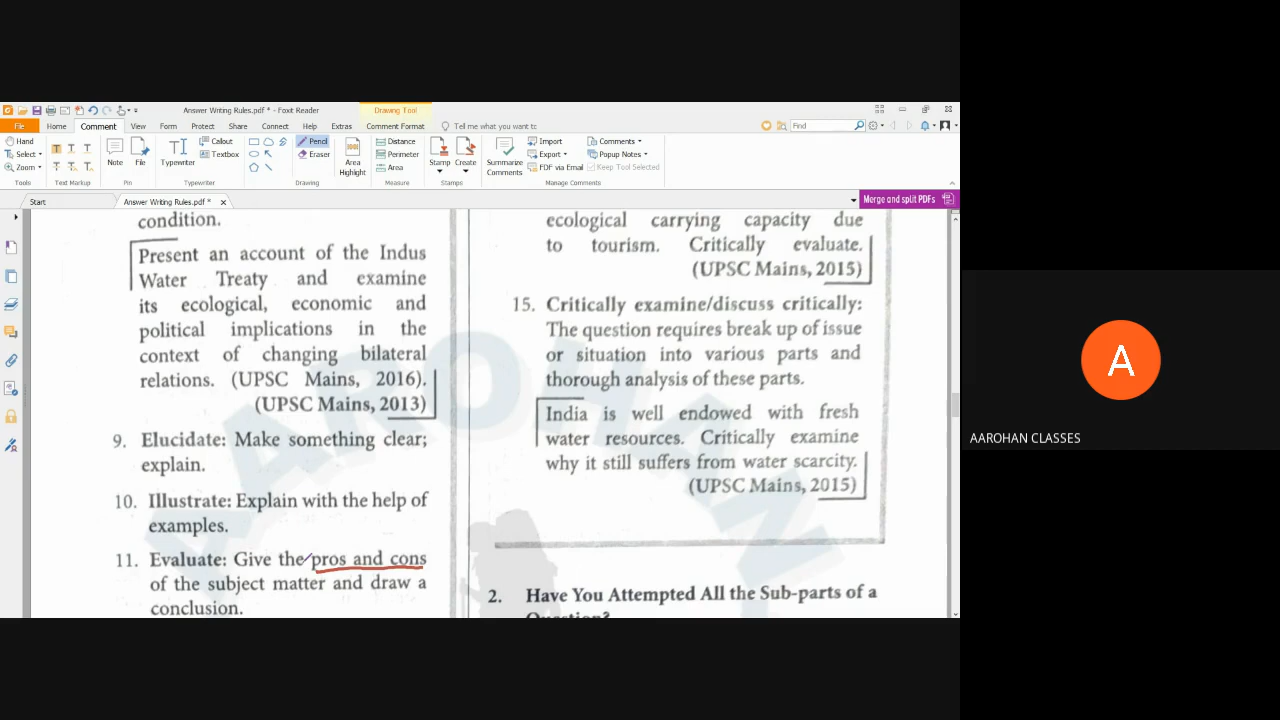 Answer Writing Rules.pdf * - Foxit Reader
Drawing Tool
File
Home
Comment
View
Form
Protect
Share
Connect
Help
Extras
Comment Format
Tell me what you want tc
Find
Hand
Select
Zoom
Tools
Text Markup
Note
File
Pin
Typewriter
Callout
Textbox
Typewriter
Pencil
Eraser
Drawing
Area Highlight
Distance
Perimeter
Area
Measure
Stamp
Create
Stamps
Summarize Comments
Import
Export
FDF via Email
Comments
Popup Notes
Keep Tool Selected
Manage Comments
Start
Answer Writing Rules.pdf *
Merge and split PDFs
condition.
Present an account of the Indus
Water Treaty and examine
its ecological, economic and
political implications in the
context of changing bilateral
relations. (UPSC Mains, 2016).
(UPSC Mains, 2013)
9. Elucidate: Make something clear;
explain.
10. Illustrate: Explain with the help of
examples.
11. Evaluate: Give the pros and cons
of the subject matter and draw a
conclusion.
ecological carrying capacity due
to tourism. Critically evaluate.
(UPSC Mains, 2015)
15. Critically examine/discuss critically:
The question requires break up of issue
or situation into various parts and
thorough analysis of these parts.
India is well endowed with fresh
water resources. Critically examine
why it still suffers from water scarcity.
(UPSC Mains, 2015)
2. Have You Attempted All the Sub-parts of a
Question?
AAROHAN
A
AAROHAN CLASSES